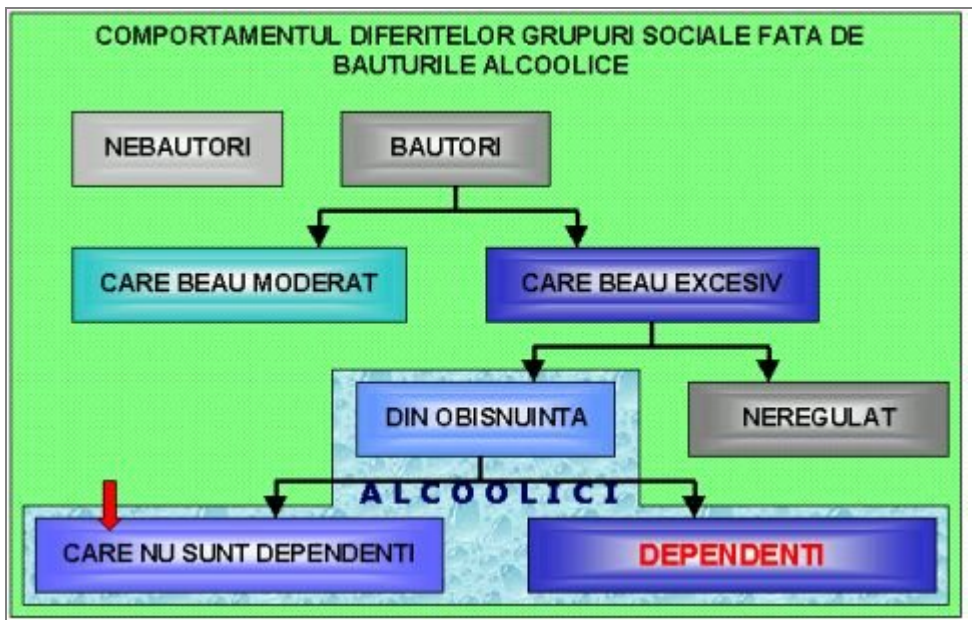 COMPORTAMENTUL DIFERITELOR GRUPURI SOCIALE FATA DE
BAUTURILE ALCOOLICE
NEBAUTORI
BAUTORI
CARE BEAU MODERAT
CARE BEAU EXCESIV
DIN OBISNUINTA
NEREGULAT
ALCOOLICI
CARE NU SUNT DEPENDENTI
DEPENDENTI